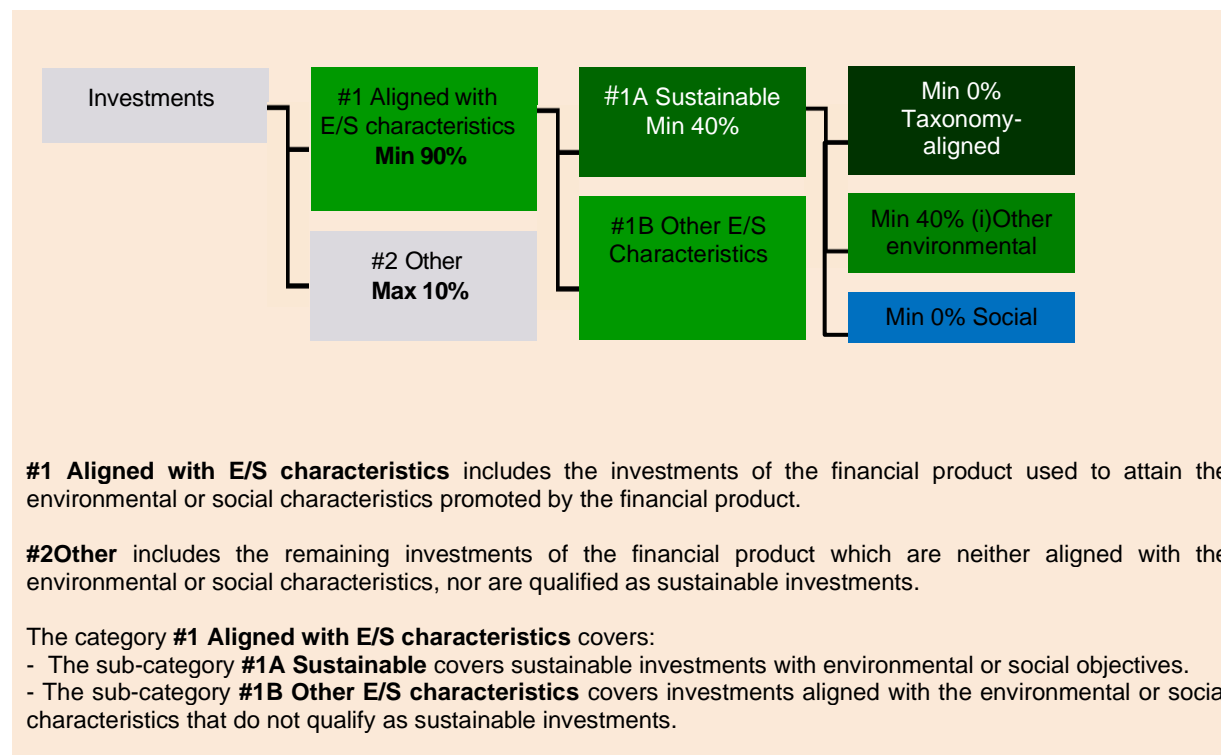 Investments
#1 Aligned with
E/S characteristics
Min 90%
#2 Other
Max 10%
#1A Sustainable
Min 40%
#1B Other E/S
Characteristics
Min 0%
Taxonomy-
aligned
Min 40% (i)Other
environmental
Min 0% Social
#1 Aligned with E/S characteristics includes the investments of the financial product used to attain the
environmental or social characteristics promoted by the financial product.
#2Other includes the remaining investments of the financial product which are neither aligned with the
environmental or social characteristics, nor are qualified as sustainable investments.
The category #1 Aligned with E/S characteristics covers:
- The sub-category #1A Sustainable covers sustainable investments with environmental or social objectives.
- The sub-category #1B Other E/S characteristics covers investments aligned with the environmental or social
characteristics that do not qualify as sustainable investments.